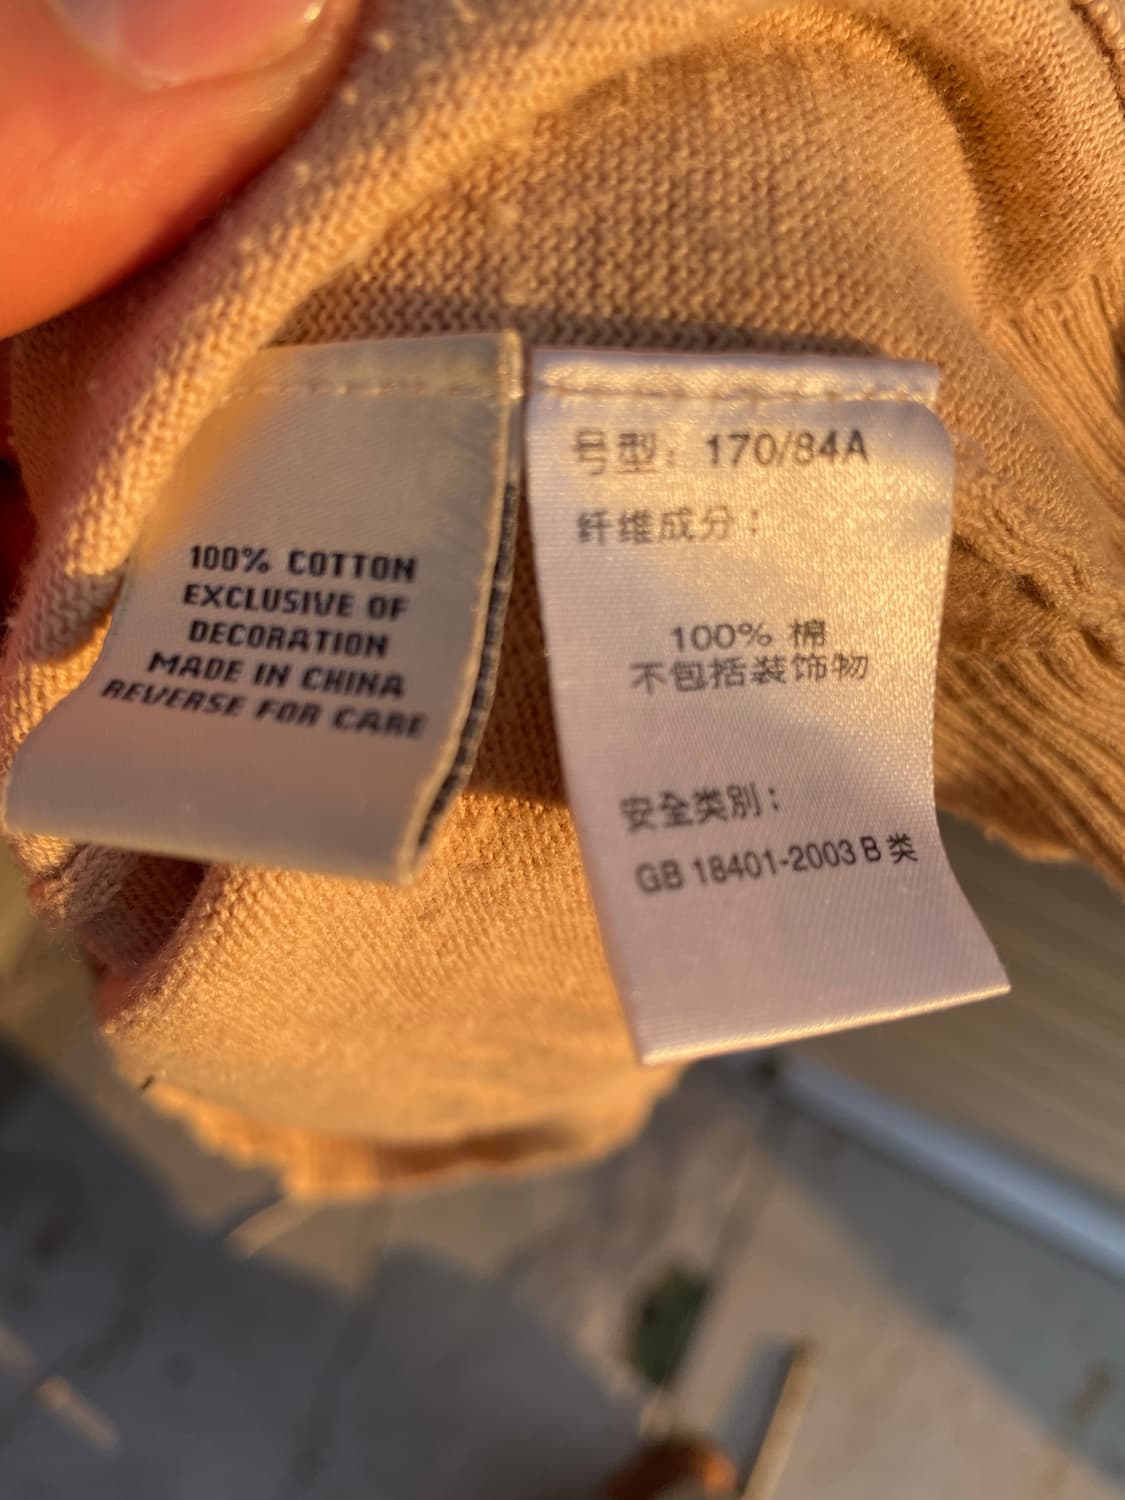 100% COTTON
EXCLUSIVE OF
DECORATION
MADE IN CHINA
REVERSE FOR CARE
号型：170/84A
纤维成分：
100% 棉
不包括装饰物
安全类別：
GB 18401-2003 B 类